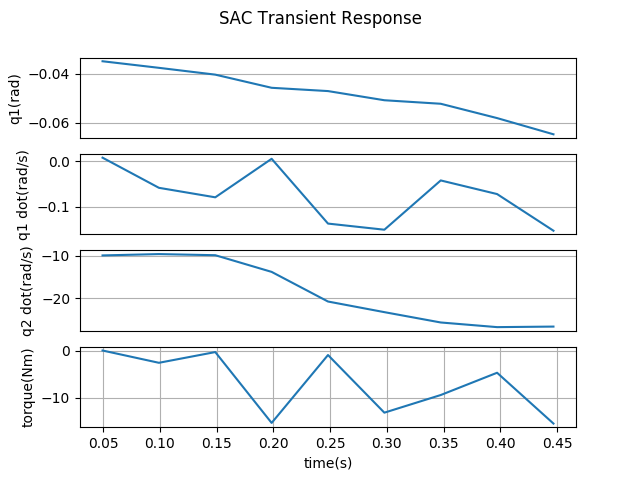 SAC Transient Response
q1(rad)
−0.04
−0.06
q1 dot(rad/s)
0.0
−0.1
q2 dot(rad/s)
−10
−20
torque(Nm)
0
−10
0.05 0.10 0.15 0.20 0.25 0.30 0.35 0.40 0.45
time(s)